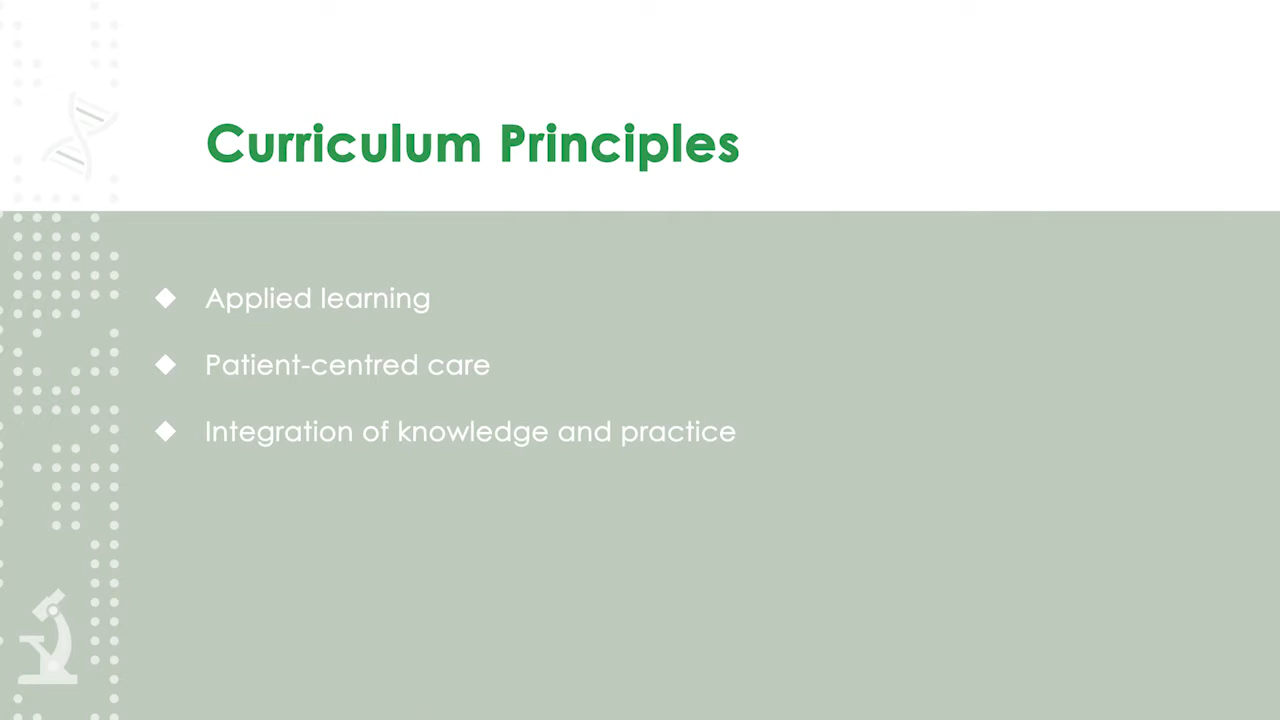 Curriculum Principles
Applied learning
Patient-centred care
Integration of knowledge and practice